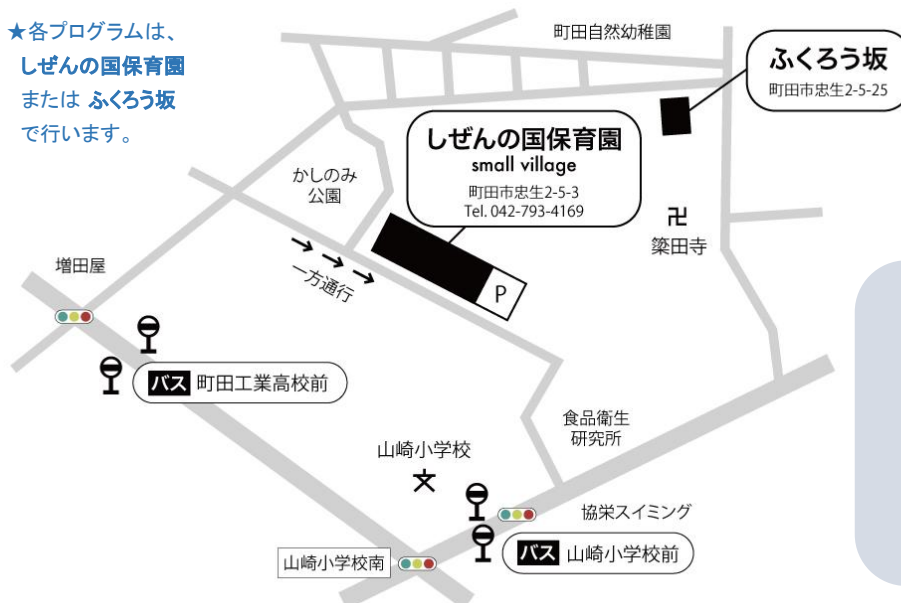 ★各プログラムは、
しぜんの国保育園
または ふくろう坂
で行います。
町田自然幼稚園
ふくろう坂
町田市忠生2-5-25
しぜんの国保育園
small village
町田市忠生2-5-3
Tel. 042-793-4169
かしのみ
公園
卍
簗田寺
増田屋
一方通行
P
バス 町田工業高校前
食品衛生
研究所
山崎小学校
文
協栄スイミング
山崎小学校南
バス 山崎小学校前